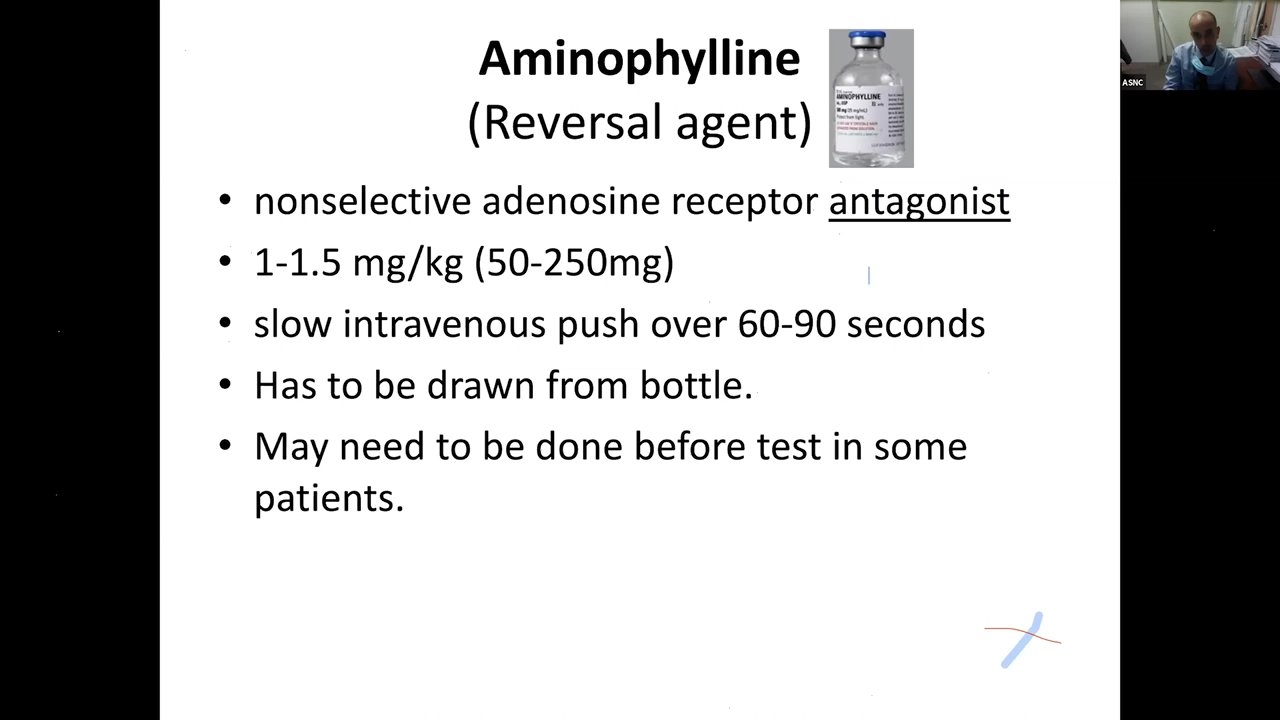 Aminophylline
(Reversal agent)
AMINOPHYLLINE
• nonselective adenosine receptor antagonist
• 1-1.5 mg/kg (50-250mg)
• slow intravenous push over 60-90 seconds
• Has to be drawn from bottle.
• May need to be done before test in some
patients.
ASNC